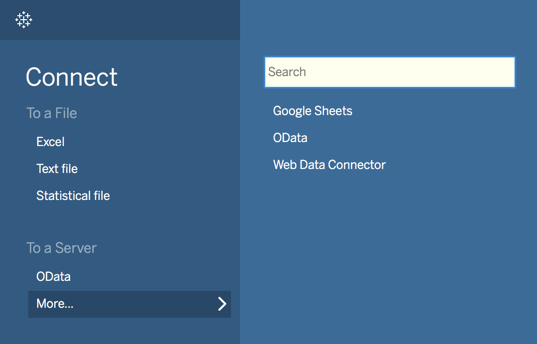 Connect
To a File
Excel
Text file
Statistical file
To a Server
OData
More...
Search
Google Sheets
OData
Web Data Connector